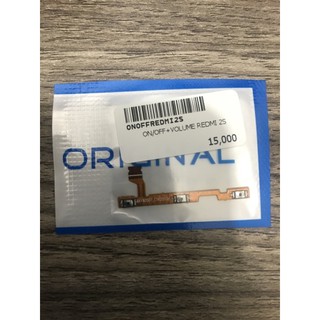 ONOFFREDMI2S
ON/OFF+VOLUME REDMI 2S
15,000
ORIGINAL